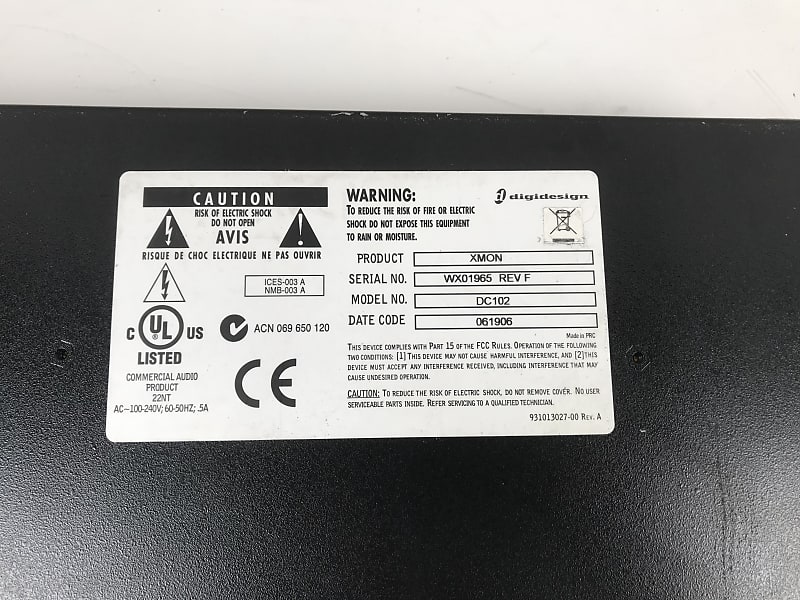 CAUTION
RISK OF ELECTRIC SHOCK
DO NOT OPEN
AVIS
RISQUE DE CHOC ELECTRIQUE NE PAS OUVRIR
ICES-003 A
NMB-003 A
C UL US
LISTED
ACN 069 650 120
COMMERCIAL AUDIO
PRODUCT
22NT
AC~100-240V; 60-50HZ; .5A
CE
WARNING:
TO REDUCE THE RISK OF FIRE OR ELECTRIC
SHOCK DO NOT EXPOSE THIS EQUIPMENT
TO RAIN OR MOISTURE.
digidesign
PRODUCT XMON
SERIAL NO. WX01965 REV F
MODEL NO. DC102
DATE CODE 061906
Made in PRC
THIS DEVICE COMPLIES WITH PART 15 OF THE FCC RULES. OPERATION OF THE FOLLOWING
TWO CONDITIONS: [1] THIS DEVICE MAY NOT CAUSE HARMFUL INTERFERENCE, AND [2] THIS
DEVICE MUST ACCEPT ANY INTERFERENCE RECEIVED, INCLUDING INTERFERENCE THAT MAY
CAUSE UNDESIRED OPERATION.
CAUTION: TO REDUCE THE RISK OF ELECTRIC SHOCK, DO NOT REMOVE COVER. NO USER
SERVICEABLE PARTS INSIDE. REFER SERVICING TO A QUALIFIED TECHNICIAN.
931013027-00 REV. A